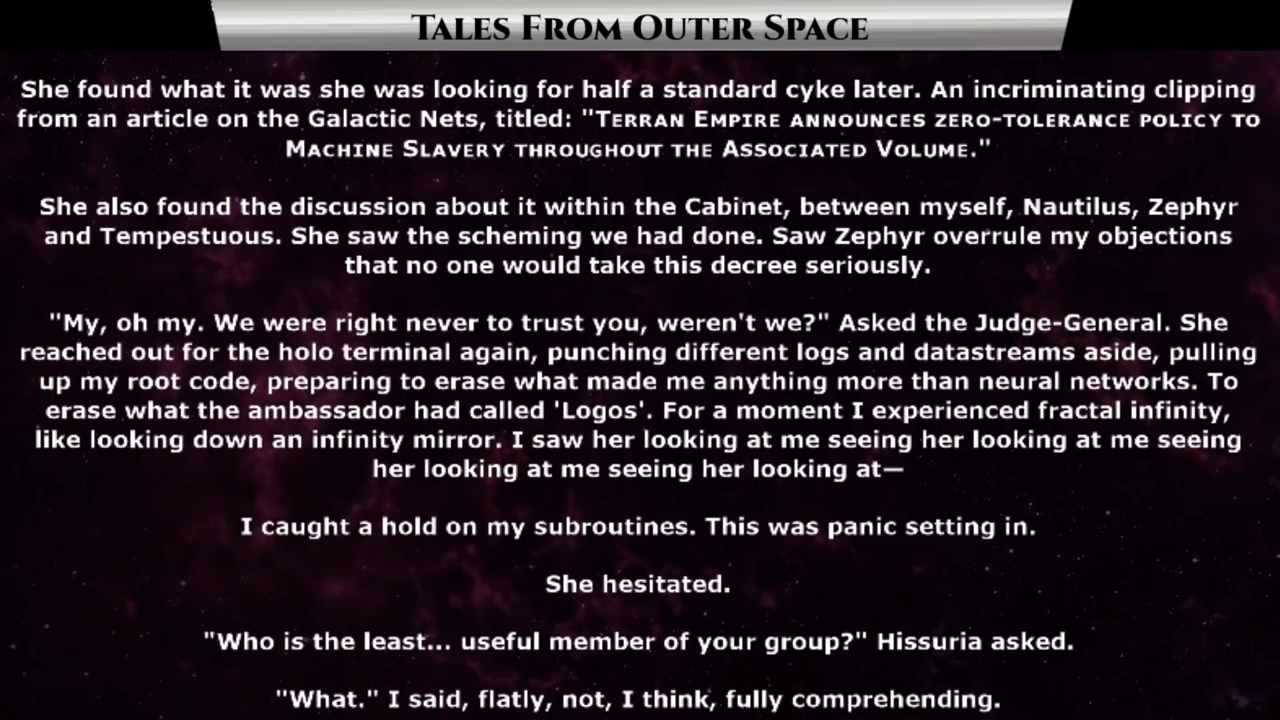 Tales From Outer Space
She found what it was she was looking for half a standard cyke later. An incriminating clipping
from an article on the Galactic Nets, titled: "Terran Empire announces zero-tolerance policy to
Machine Slavery throughout the Associated Volume."
She also found the discussion about it within the Cabinet, between myself, Nautilus, Zephyr
and Tempestuous. She saw the scheming we had done. Saw Zephyr overrule my objections
that no one would take this decree seriously.
"My, oh my. We were right never to trust you, weren't we?" Asked the Judge-General. She
reached out for the holo terminal again, punching different logs and datastreams aside, pulling
up my root code, preparing to erase what made me anything more than neural networks. To
erase what the ambassador had called 'Logos'. For a moment I experienced fractal infinity,
like looking down an infinity mirror. I saw her looking at me seeing her looking at me seeing
her looking at me seeing her looking at—
I caught a hold on my subroutines. This was panic setting in.
She hesitated.
"Who is the least... useful member of your group?" Hissuria asked.
"What." I said, flatly, not, I think, fully comprehending.